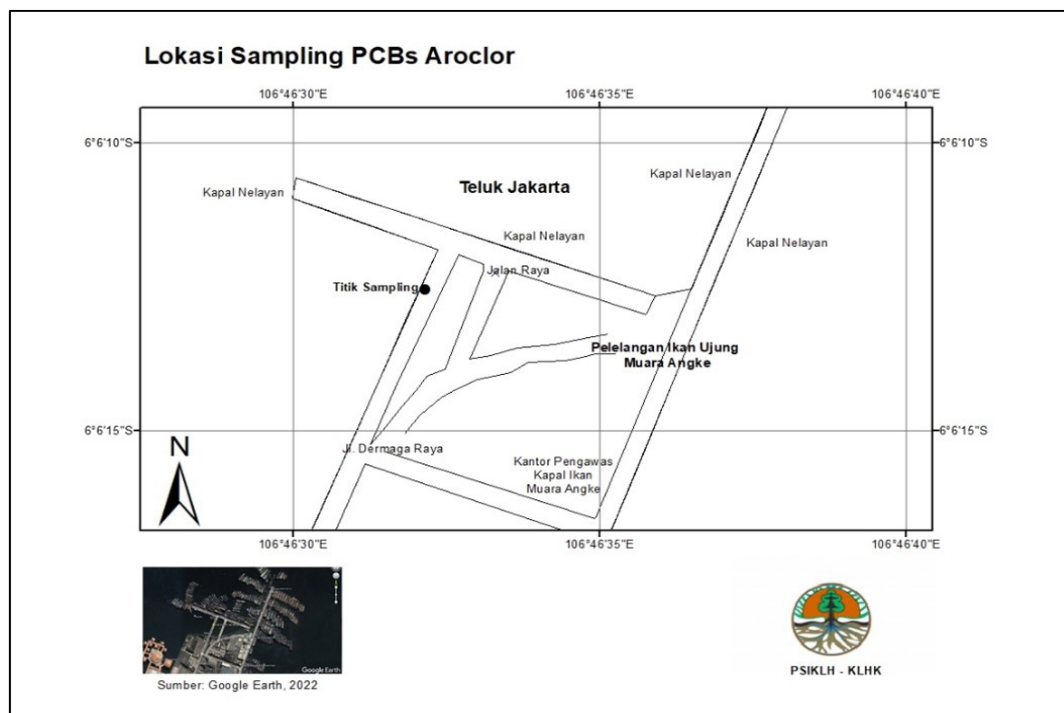 Lokasi Sampling PCBs Aroclor
106°46'30"E
106°46'35"E
106°46'40"E
6°6'10"S
6°6'10"S
Kapal Nelayan
Teluk Jakarta
Kapal Nelayan
Kapal Nelayan
Kapal Nelayan
Jalan Raya
Titik Sampling
Pelelangan Ikan Ujung
Muara Angke
6°6'15"S
6°6'15"S
Jl. Dermaga Raya
Kantor Pengawas
Kapal Ikan
Muara Angke
N
106°46'30"E
106°46'35"E
106°46'40"E
Google Earth
Sumber: Google Earth, 2022
PSIKLH - KLHK